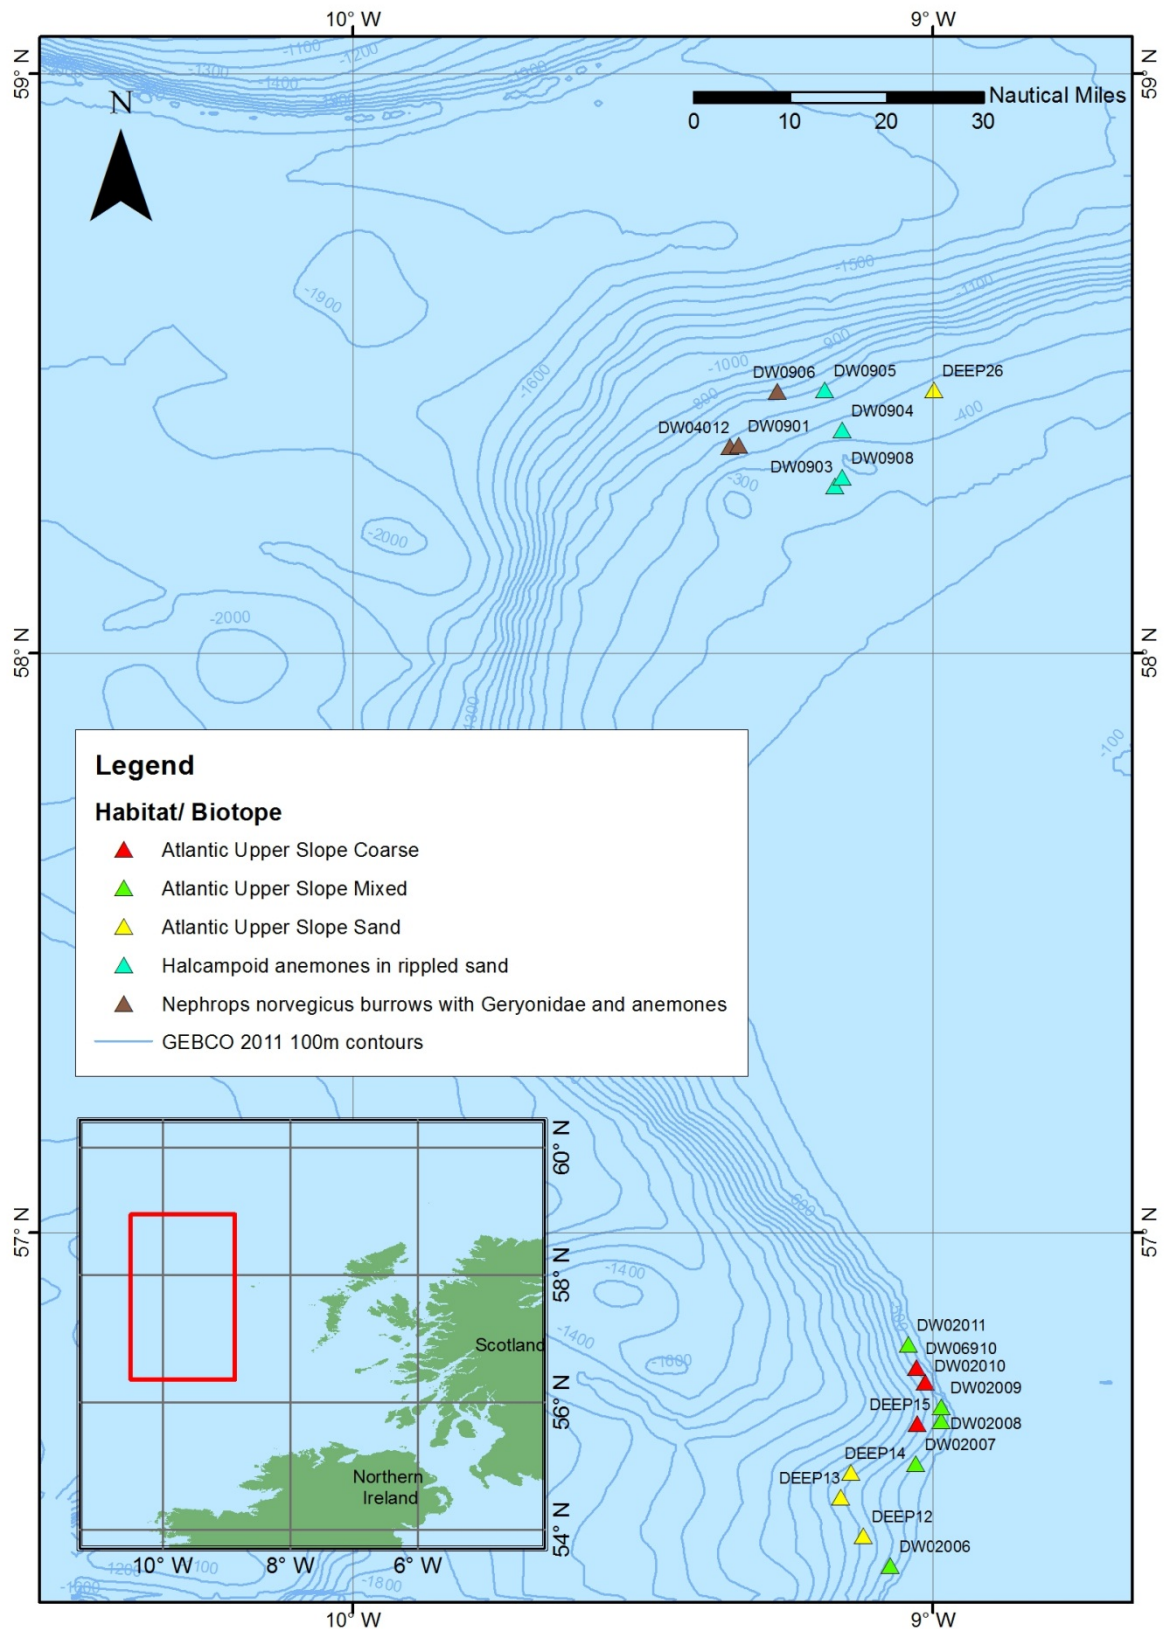 10° W
9° W
59° N
59° N
-1100
-1200
-1300
-1400
N
Nautical Miles
0
10
20
30
-1500
-1100
-1900
900
-1000
-1600
-800
-400
DW0906
DW0905
DEEP26
DW0904
DW04012
DW0901
DW0903
DW0908
-300
-2000
-2000
58° N
58° N
1300
-100
Legend
Habitat/ Biotope
Atlantic Upper Slope Coarse
Atlantic Upper Slope Mixed
Atlantic Upper Slope Sand
Halcampoid anemones in rippled sand
Nephrops norvegicus burrows with Geryonidae and anemones
GEBCO 2011 100m contours
600
57° N
57° N
-1400
-1400
DW02011
DW06910
DW02010
DW02009
DEEP15
DW02008
DW02007
DEEP14
DEEP13
DEEP12
DW02006
60° N
58° N
56° N
54° N
Scotland
Northern
Ireland
10° W
8° W
6° W
-1200
100
-1800
10° W
9° W